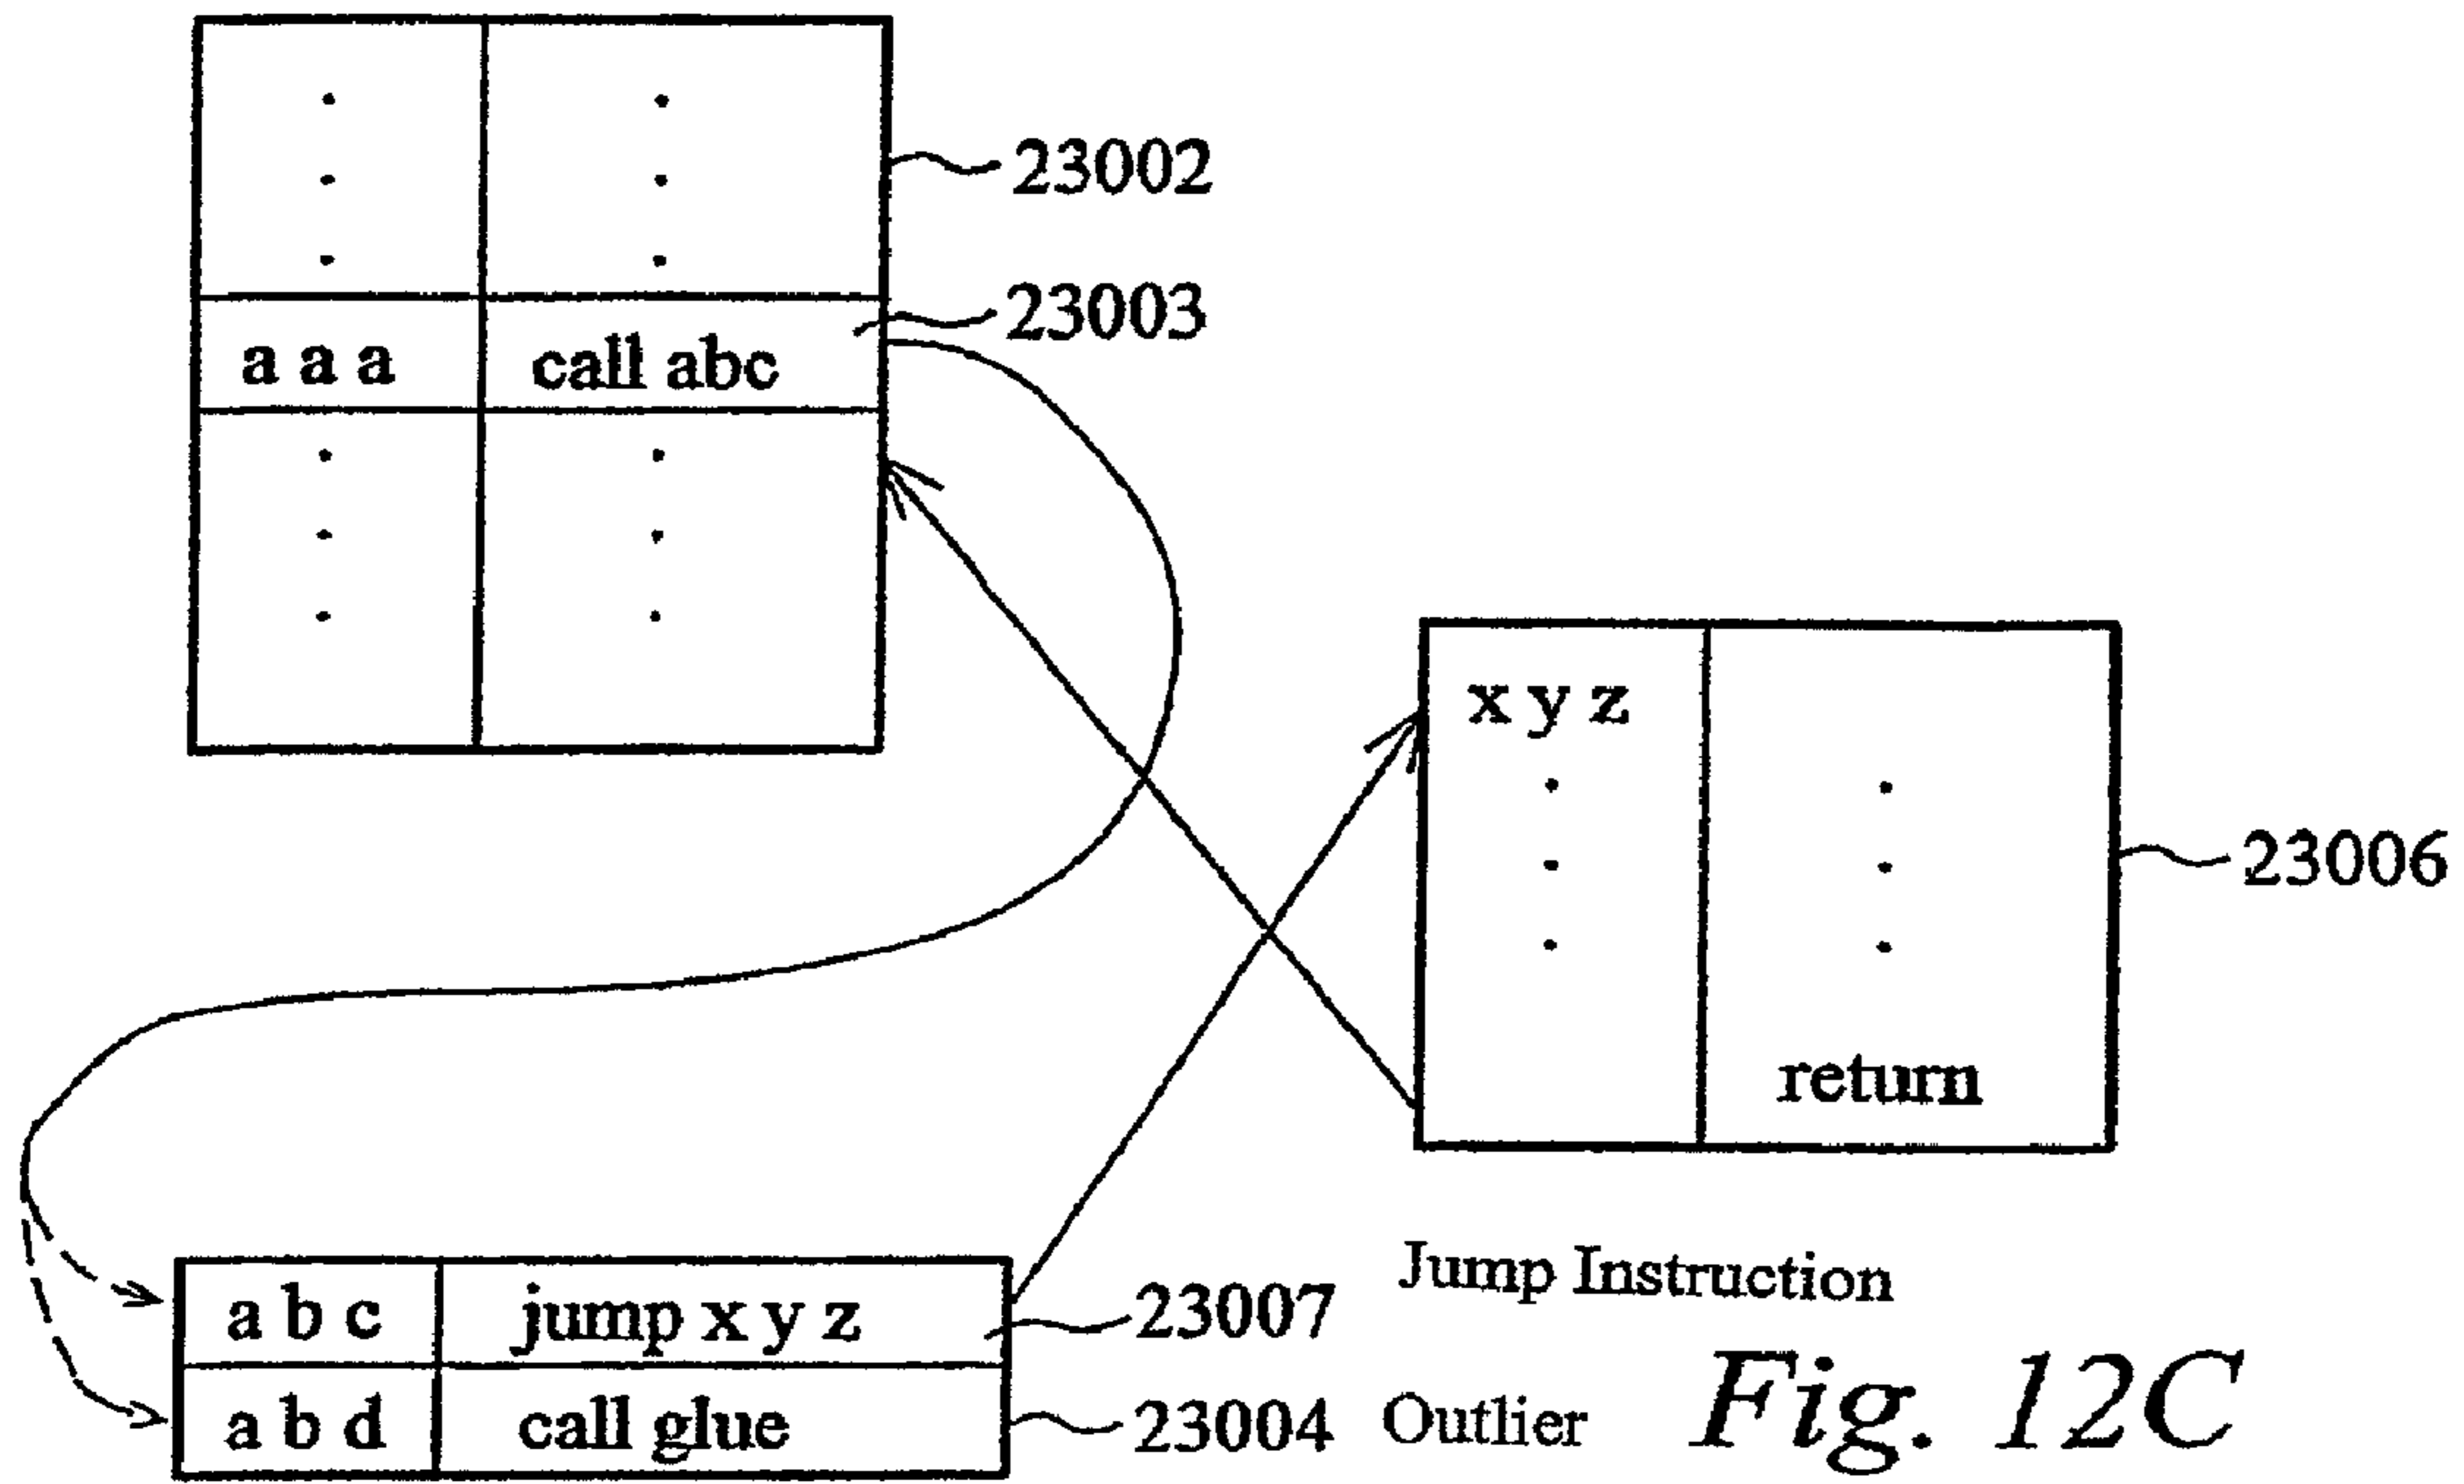 23002
23003
a a a call abc
x y z
23006
return
a b c jump x y z 23007 Jump Instruction
a b d call glue 23004 Outlier
Fig. 12C